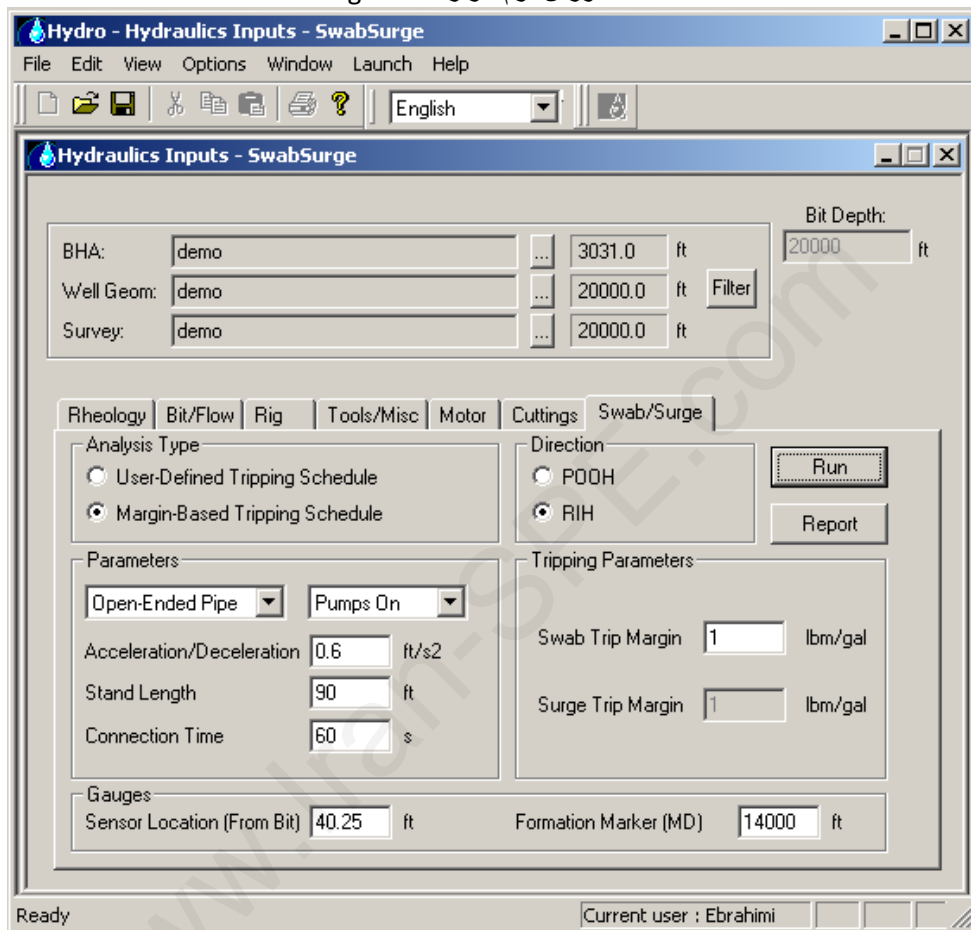 Hydro - Hydraulics Inputs - SwabSurge
File Edit View Options Window Launch Help
English
Hydraulics Inputs - SwabSurge
Bit Depth:
20000 ft
BHA: demo ... 3031.0 ft
Well Geom: demo ... 20000.0 ft Filter
Survey: demo ... 20000.0 ft
Rheology Bit/Flow Rig Tools/Misc Motor Cuttings Swab/Surge
Analysis Type
User-Defined Tripping Schedule
Margin-Based Tripping Schedule
Direction
POOH
RIH
Run
Report
Parameters
Open-Ended Pipe Pumps On
Acceleration/Deceleration 0.6 ft/s2
Stand Length 90 ft
Connection Time 60 s
Tripping Parameters
Swab Trip Margin 1 lbm/gal
Surge Trip Margin 1 lbm/gal
Gauges
Sensor Location (From Bit) 40.25 ft Formation Marker (MD) 14000 ft
Ready Current user : Ebrahimi
www.Iran-SPE.com